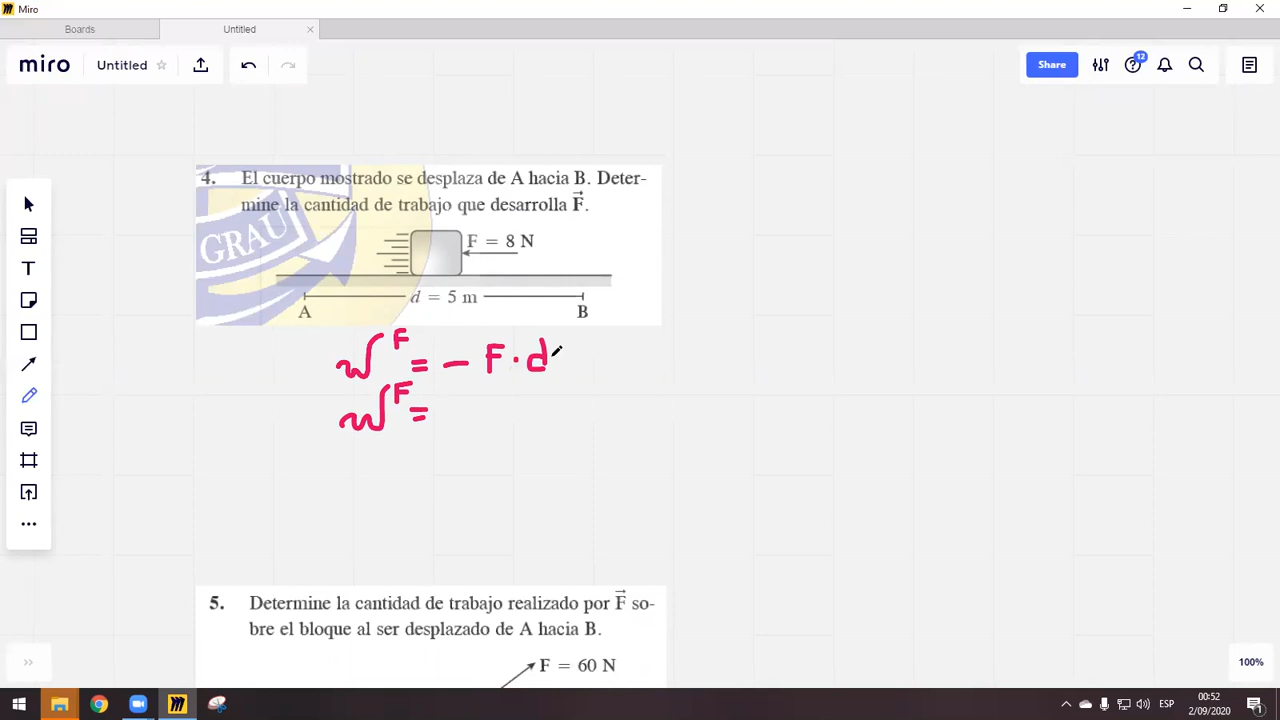 Miro
Boards
Untitled
miro
Untitled
Share
12
4. El cuerpo mostrado se desplaza de A hacia B. Deter-
mine la cantidad de trabajo que desarrolla F⃗.
GRAU
F = 8 N
d = 5 m
A
B
W^F = - F · d
W^F =
5. Determine la cantidad de trabajo realizado por F⃗ so-
bre el bloque al ser desplazado de A hacia B.
F = 60 N
100%
ESP
00:52
2/09/2020
1